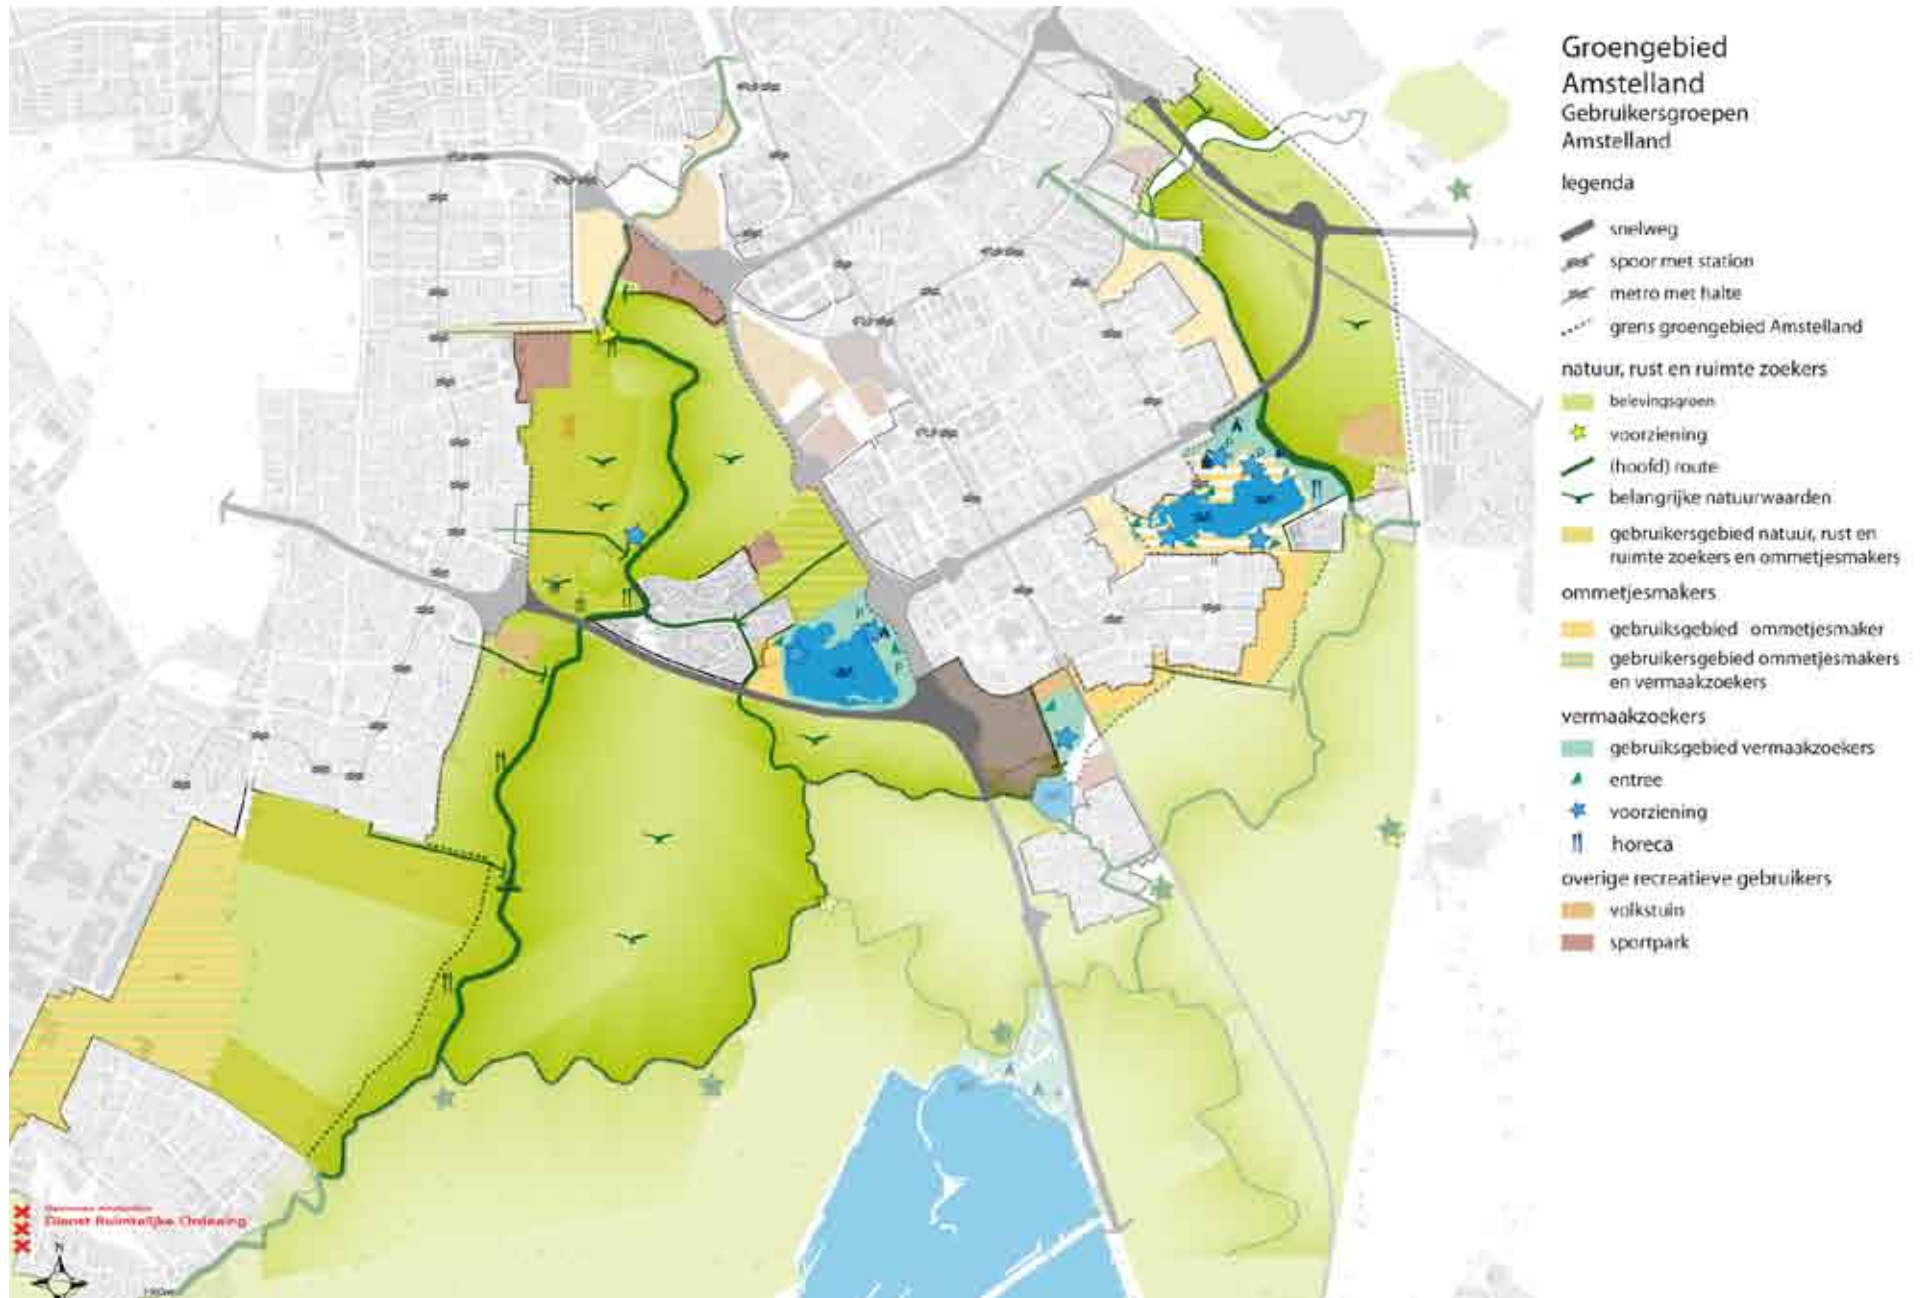 Groengebied
Amstelland
Gebruikersgroepen
Amstelland
legenda
snelweg
spoor met station
metro met halte
grens groengebied Amstelland
natuur, rust en ruimte zoekers
belevingsgroen
voorziening
(hoofd) route
belangrijke natuurwaarden
gebruikersgebied natuur, rust en
ruimte zoekers en ommetjesmakers
ommetjesmakers
gebruiksgebied ommetjesmaker
gebruikersgebied ommetjesmakers
en vermaakzoekers
vermaakzoekers
gebruiksgebied vermaakzoekers
entree
voorziening
horeca
overige recreatieve gebruikers
volkstuin
sportpark
Gemeente Amsterdam
Dienst Ruimtelijke Ordening
N